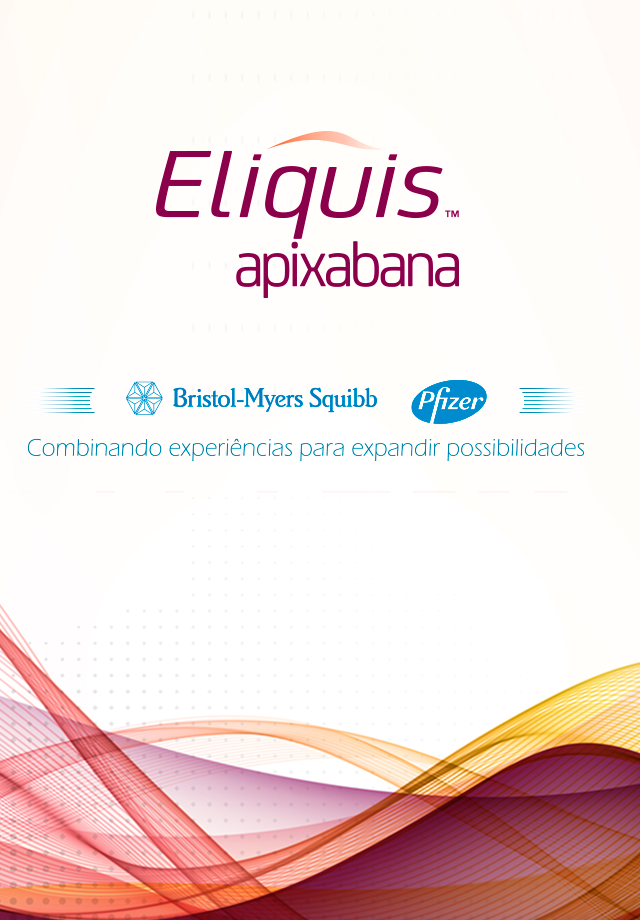 Eliquis™
apixabana
Bristol-Myers Squibb Pfizer
Combinando experiências para expandir possibilidades